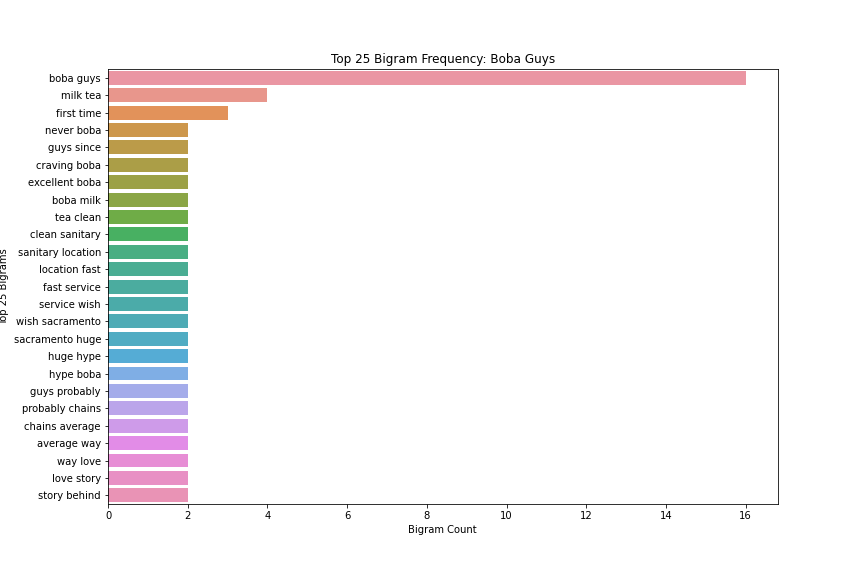 Top 25 Bigram Frequency: Boba Guys
boba guys
milk tea
first time
never boba
guys since
craving boba
excellent boba
boba milk
tea clean
clean sanitary
sanitary location
location fast
fast service
service wish
wish sacramento
sacramento huge
huge hype
hype boba
guys probably
probably chains
chains average
average way
way love
love story
story behind
Top 25 Bigrams
0 2 4 6 8 10 12 14 16
Bigram Count